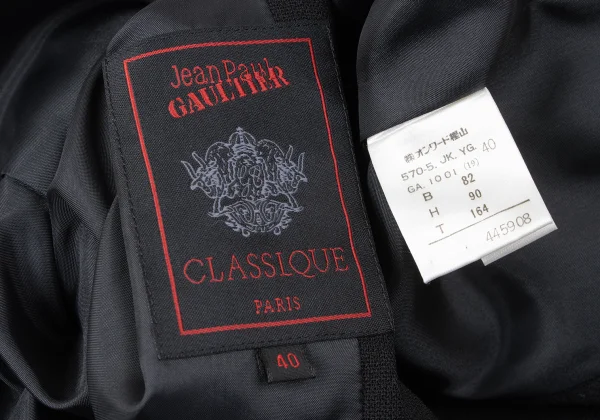 Jean Paul
GAULTIER
CLASSIQUE
PARIS
40
㈱オンワード樫山
570-5. JK. YG. 40
GA. 1001 (19)
B 82
H 90
T 164
445908